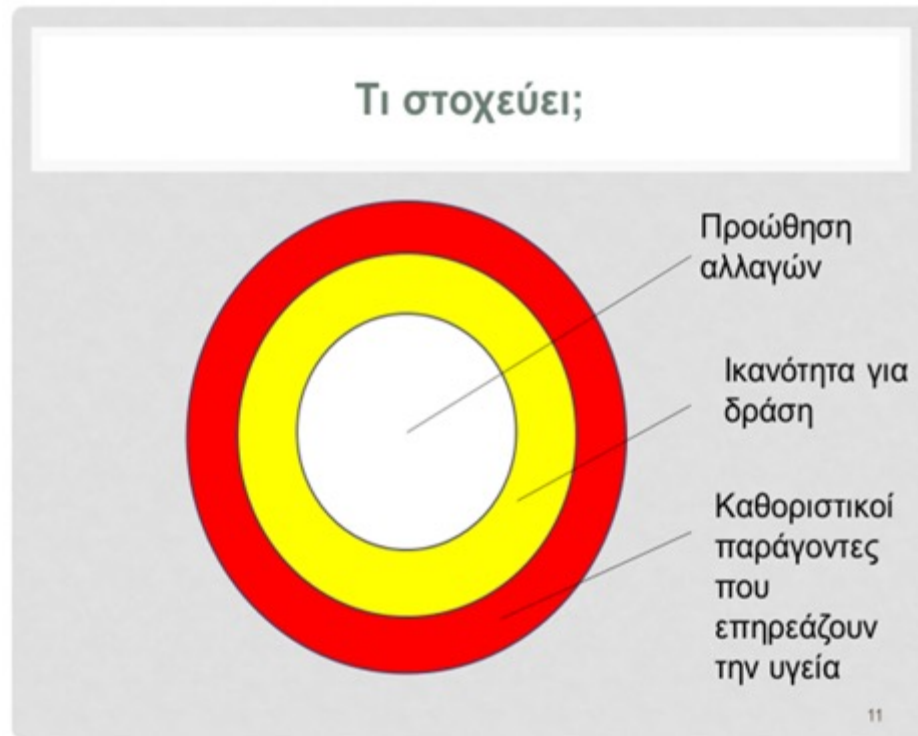 Τι στοχεύει;
Προώθηση
αλλαγών
Ικανότητα για
δράση
Καθοριστικοί
παράγοντες
που
επηρεάζουν
την υγεία
11